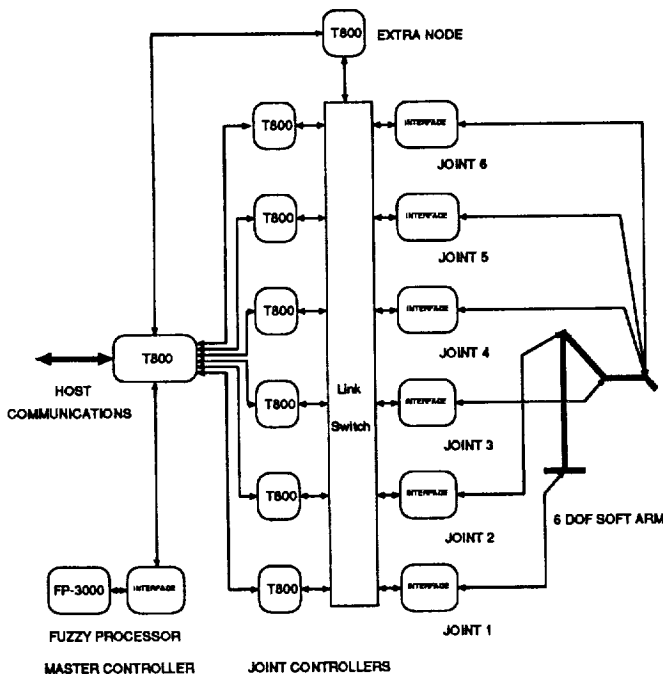 T800
EXTRA NODE
T800
INTERFACE
JOINT 6
T800
INTERFACE
JOINT 5
T800
INTERFACE
JOINT 4
T800
HOST
COMMUNICATIONS
Link
Switch
T800
INTERFACE
JOINT 3
T800
INTERFACE
JOINT 2
6 DOF SOFT ARM
T800
INTERFACE
JOINT 1
FP-3000
INTERFACE
FUZZY PROCESSOR
MASTER CONTROLLER
JOINT CONTROLLERS